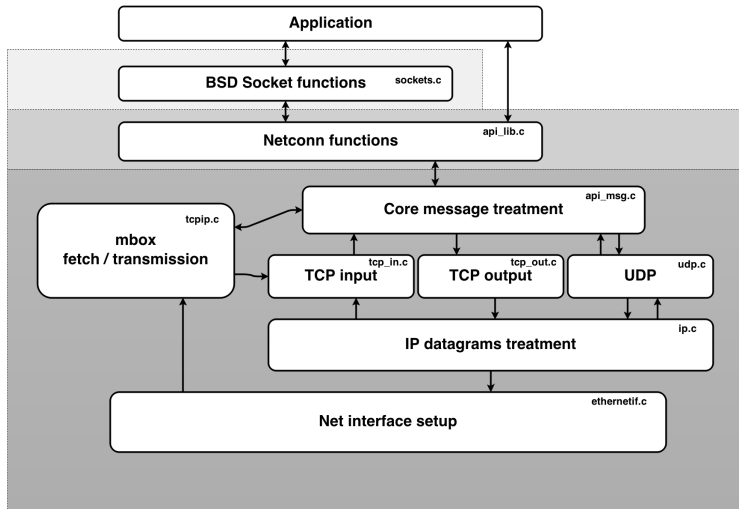 Application
BSD Socket functions
sockets.c
Netconn functions
api_lib.c
Core message treatment
api_msg.c
tcpip.c
mbox
fetch / transmission
TCP input
tcp_in.c
TCP output
tcp_out.c
UDP
udp.c
IP datagrams treatment
ip.c
Net interface setup
ethernetif.c